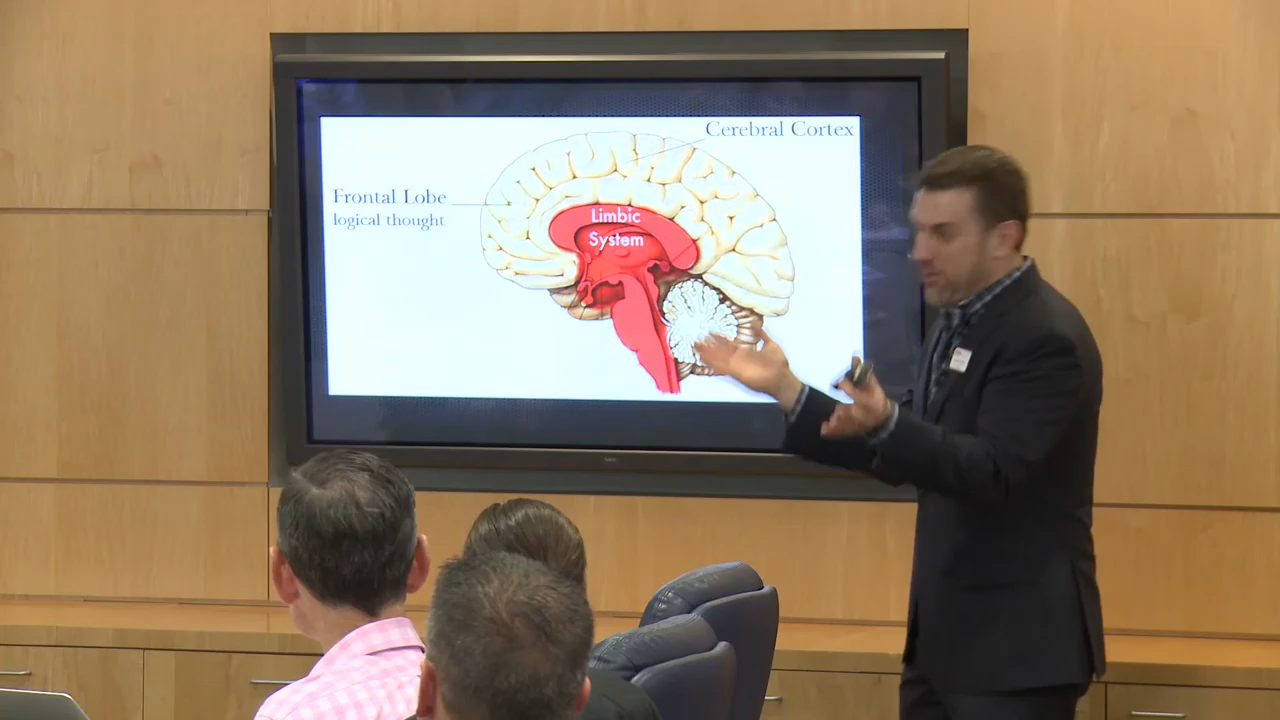 Cerebral Cortex
Frontal Lobe
logical thought
Limbic
System